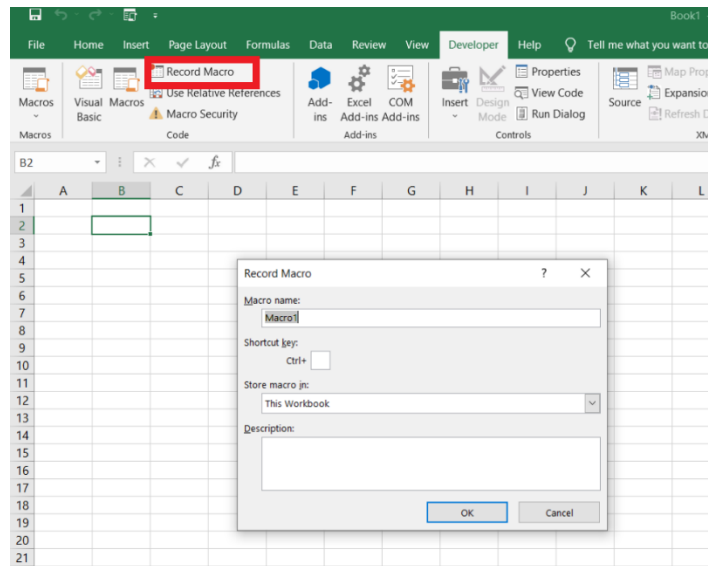 Book1
File Home Insert Page Layout Formulas Data Review View Developer Help Tell me what you want to
Record Macro
Use Relative References
Macro Security
Macros
Visual Basic
Macros
Add-ins
Excel Add-ins
COM Add-ins
Insert
Design Mode
Properties
View Code
Run Dialog
Source
Map Prop
Expansio
Refresh D
Macros Code Add-ins Controls XM
B2 fx
A B C D E F G H I J K L
1
2
3
4
5
6
7
8
9
10
11
12
13
14
15
16
17
18
19
20
21
Record Macro ? ×
Macro name:
Macro1
Shortcut key:
Ctrl+
Store macro in:
This Workbook
Description:
OK Cancel